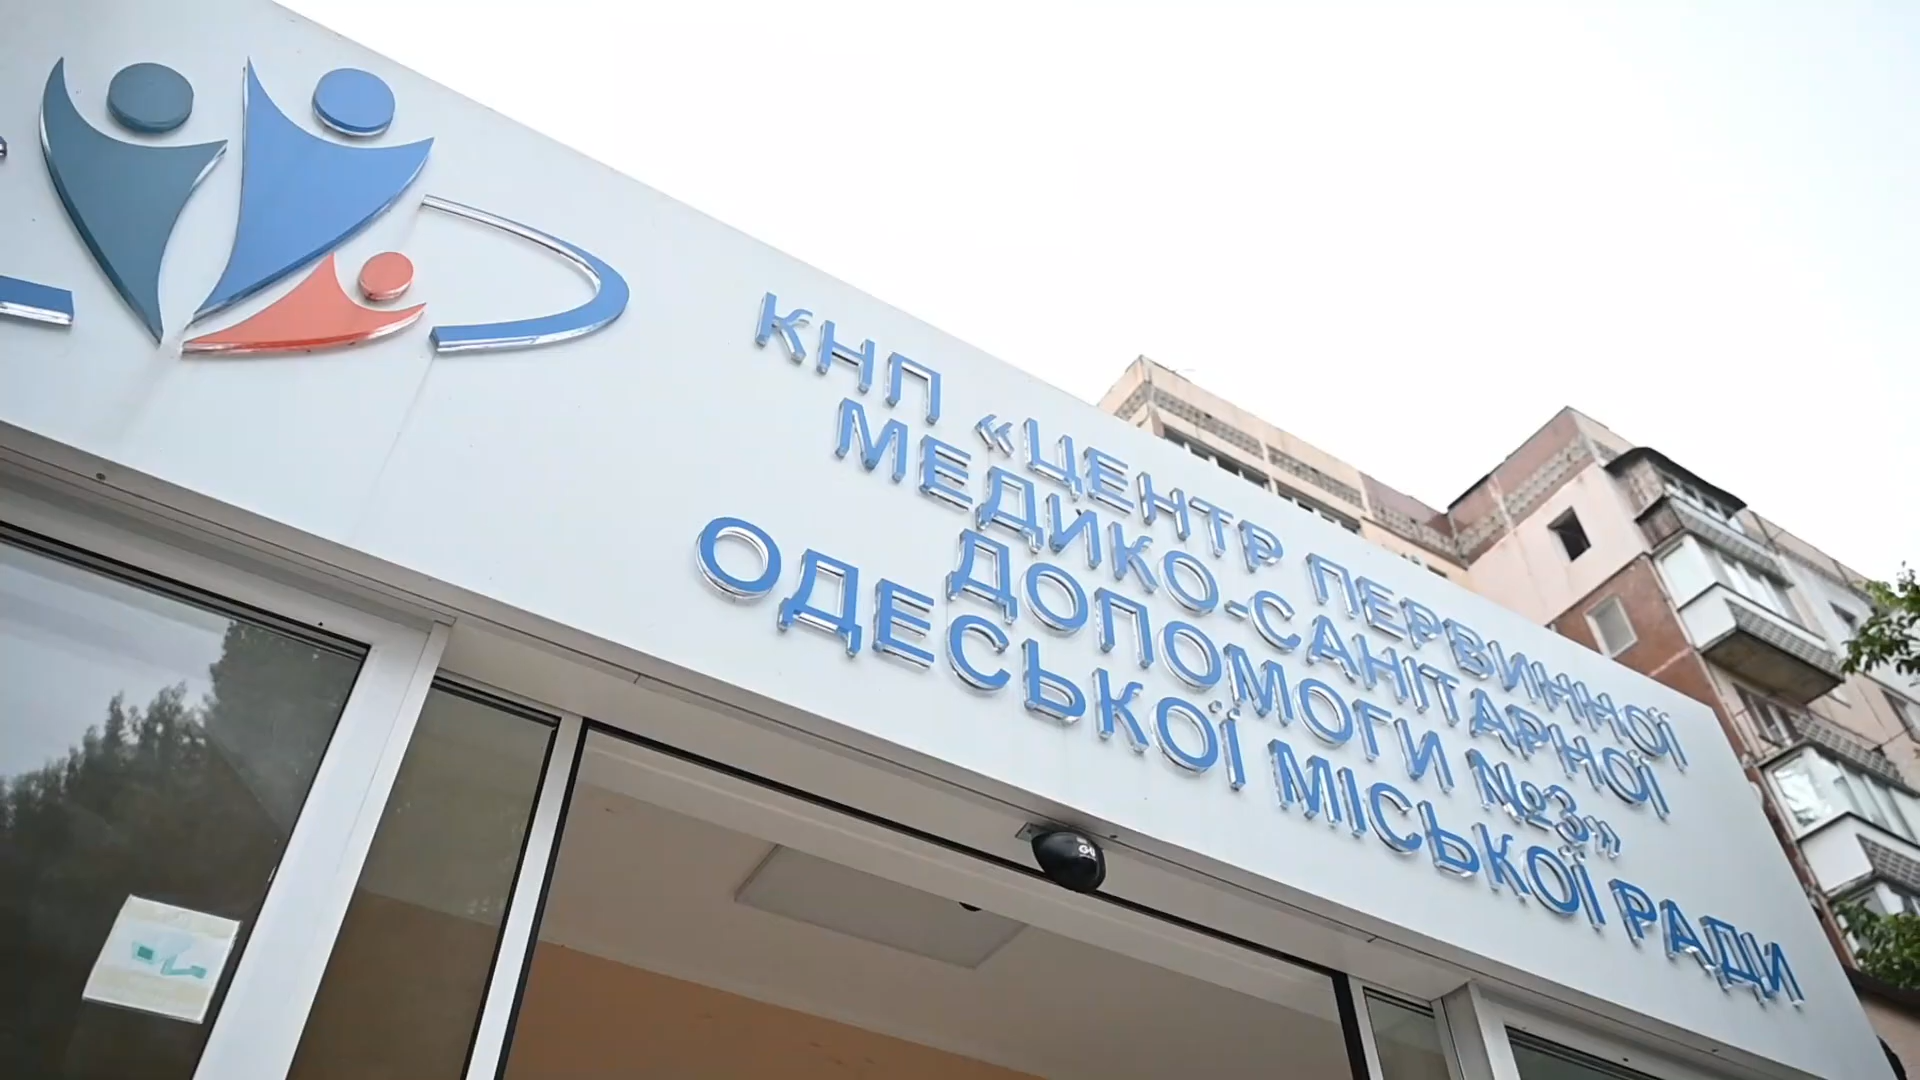 КНП «ЦЕНТР ПЕРВИННОЇ
МЕДИКО-САНІТАРНОЇ
ДОПОМОГИ №3»
ОДЕСЬКОЇ МІСЬКОЇ РАДИ